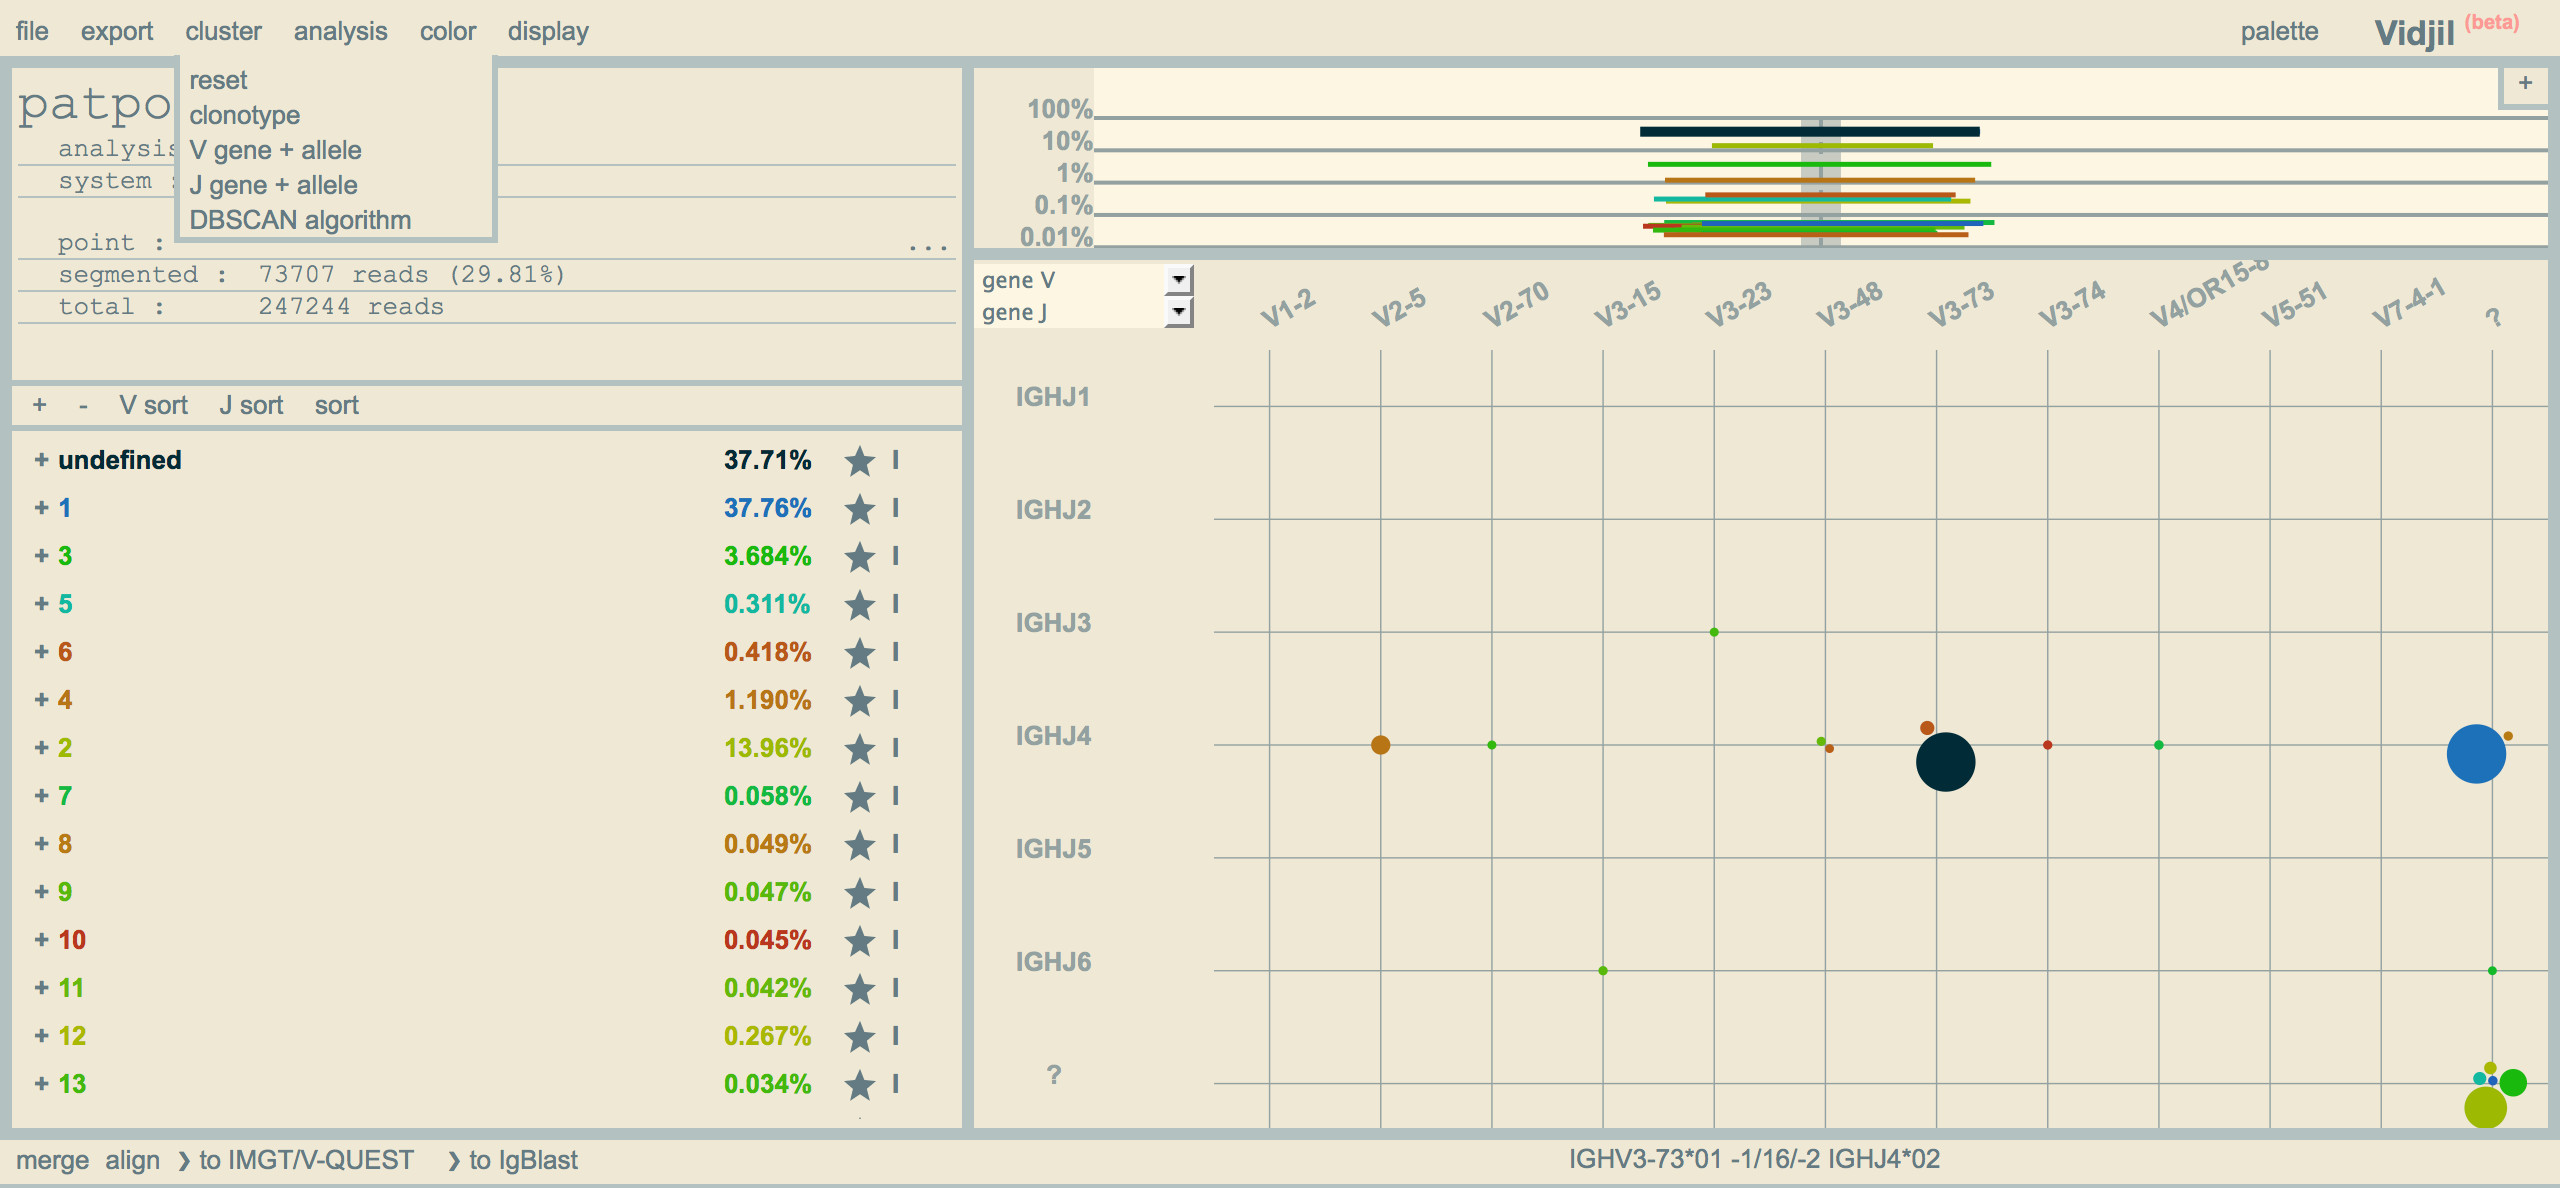 file export cluster analysis color display palette Vidjil (beta)
reset
clonotype
V gene + allele
J gene + allele
DBSCAN algorithm
patpo
analysis
system :
point : ...
segmented : 73707 reads (29.81%)
total : 247244 reads
+ - V sort J sort sort
+ undefined 37.71% ★ I
+ 1 37.76% ★ I
+ 3 3.684% ★ I
+ 5 0.311% ★ I
+ 6 0.418% ★ I
+ 4 1.190% ★ I
+ 2 13.96% ★ I
+ 7 0.058% ★ I
+ 8 0.049% ★ I
+ 9 0.047% ★ I
+ 10 0.045% ★ I
+ 11 0.042% ★ I
+ 12 0.267% ★ I
+ 13 0.034% ★ I
+
100%
10%
1%
0.1%
0.01%
gene V
gene J
V1-2 V2-5 V2-70 V3-15 V3-23 V3-48 V3-73 V3-74 V4/OR15-8 V5-51 V7-4-1 ?
IGHJ1
IGHJ2
IGHJ3
IGHJ4
IGHJ5
IGHJ6
?
merge align ❯ to IMGT/V-QUEST ❯ to IgBlast IGHV3-73*01 -1/16/-2 IGHJ4*02